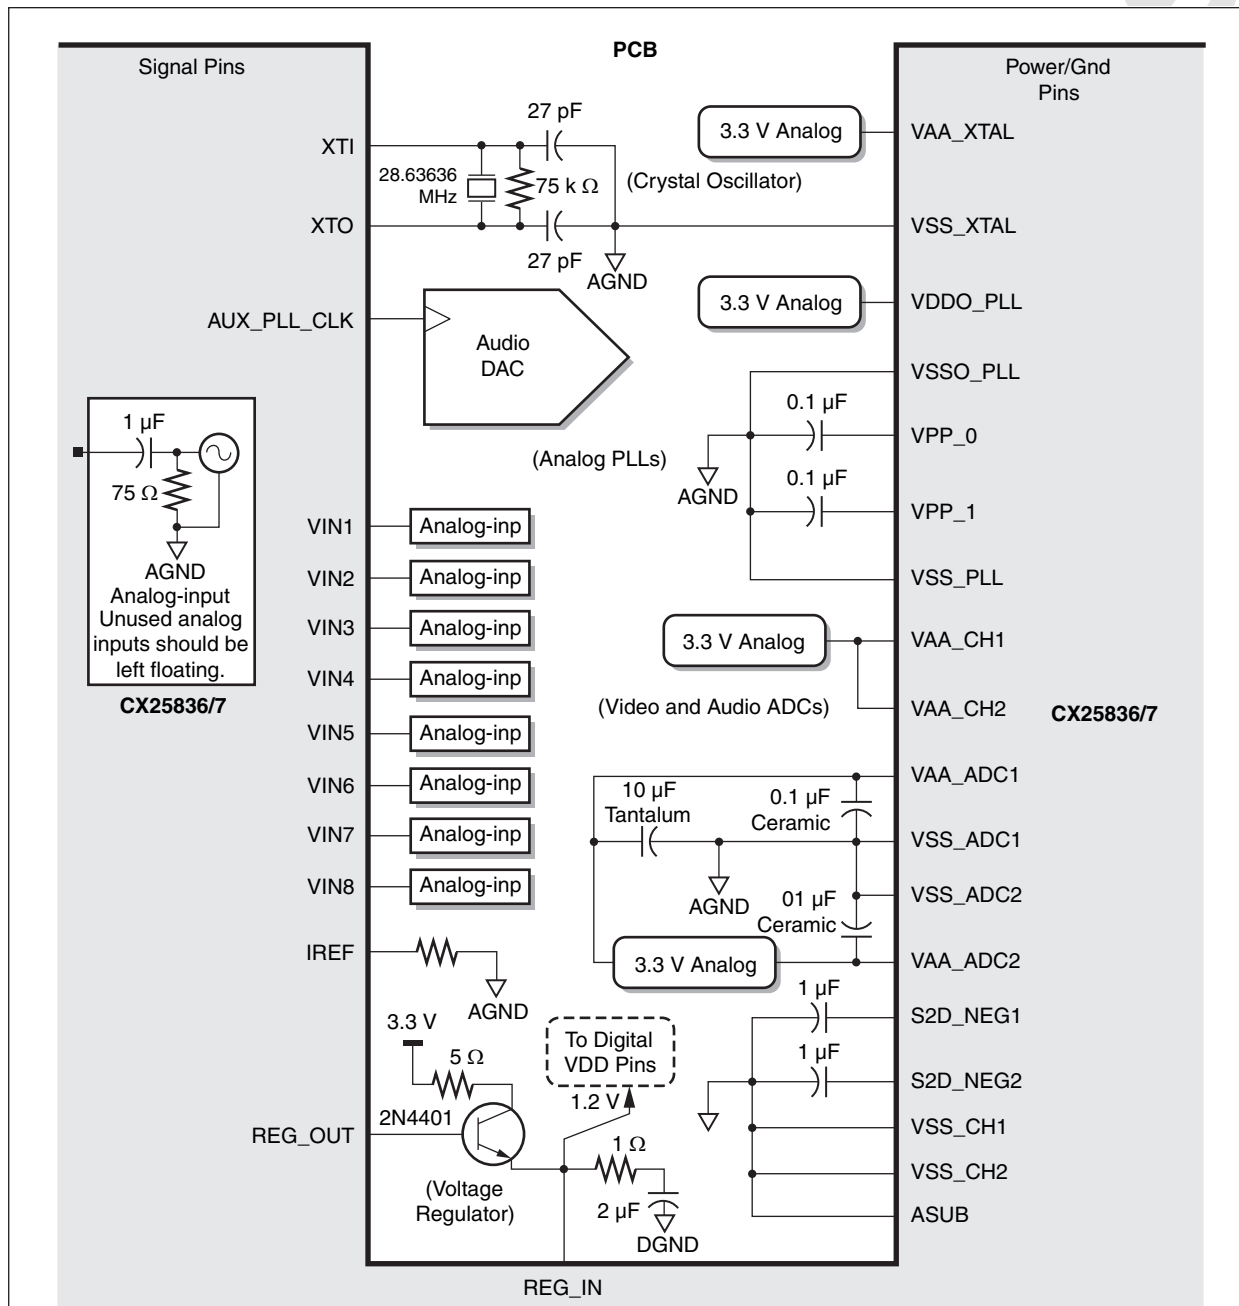 PCB
Signal Pins
Power/Gnd
Pins
27 pF
XTI
3.3 V Analog
VAA_XTAL
28.63636
MHz
75 k Ω
(Crystal Oscillator)
XTO
VSS_XTAL
27 pF
AGND
3.3 V Analog
VDDO_PLL
AUX_PLL_CLK
Audio
DAC
VSSO_PLL
0.1 µF
VPP_0
(Analog PLLs)
AGND
0.1 µF
VPP_1
VSS_PLL
1 µF
75 Ω
AGND
Analog-input
Unused analog
inputs should be
left floating.
CX25836/7
VIN1
Analog-inp
VIN2
Analog-inp
VIN3
Analog-inp
VIN4
Analog-inp
VIN5
Analog-inp
VIN6
Analog-inp
VIN7
Analog-inp
VIN8
Analog-inp
3.3 V Analog
VAA_CH1
(Video and Audio ADCs)
VAA_CH2
CX25836/7
VAA_ADC1
10 µF
Tantalum
0.1 µF
Ceramic
VSS_ADC1
AGND
VSS_ADC2
01 µF
Ceramic
3.3 V Analog
VAA_ADC2
IREF
AGND
1 µF
S2D_NEG1
3.3 V
5 Ω
To Digital
VDD Pins
1 µF
S2D_NEG2
1.2 V
2N4401
REG_OUT
VSS_CH1
1 Ω
VSS_CH2
(Voltage
Regulator)
2 µF
DGND
ASUB
REG_IN